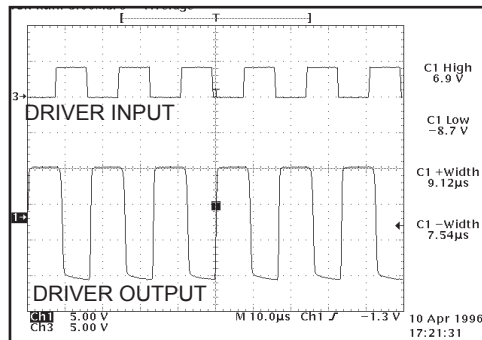 C1 High
6.9 V
3→
DRIVER INPUT
C1 Low
−8.7 V
C1 +Width
9.12µs
1→
C1 −Width
7.54µs
DRIVER OUTPUT
Ch1 5.00 V M 10.0µs Ch1 −1.3 V
Ch3 5.00 V
10 Apr 1996
17:21:31